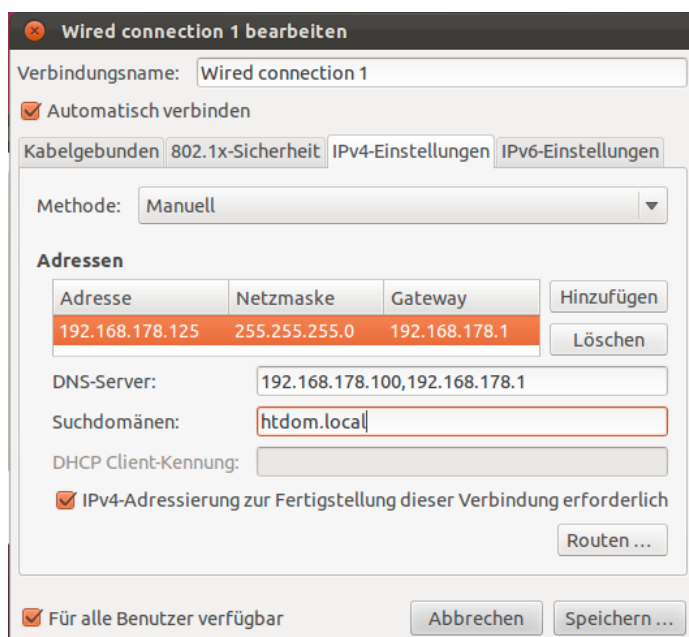 Wired connection 1 bearbeiten
Verbindungsname: Wired connection 1
Automatisch verbinden
Kabelgebunden 802.1x-Sicherheit IPv4-Einstellungen IPv6-Einstellungen
Methode: Manuell
Adressen
Adresse Netzmaske Gateway Hinzufügen
192.168.178.125 255.255.255.0 192.168.178.1
Löschen
DNS-Server: 192.168.178.100,192.168.178.1
Suchdomänen: htdom.local
DHCP Client-Kennung:
IPv4-Adressierung zur Fertigstellung dieser Verbindung erforderlich
Routen ...
Für alle Benutzer verfügbar Abbrechen Speichern ...